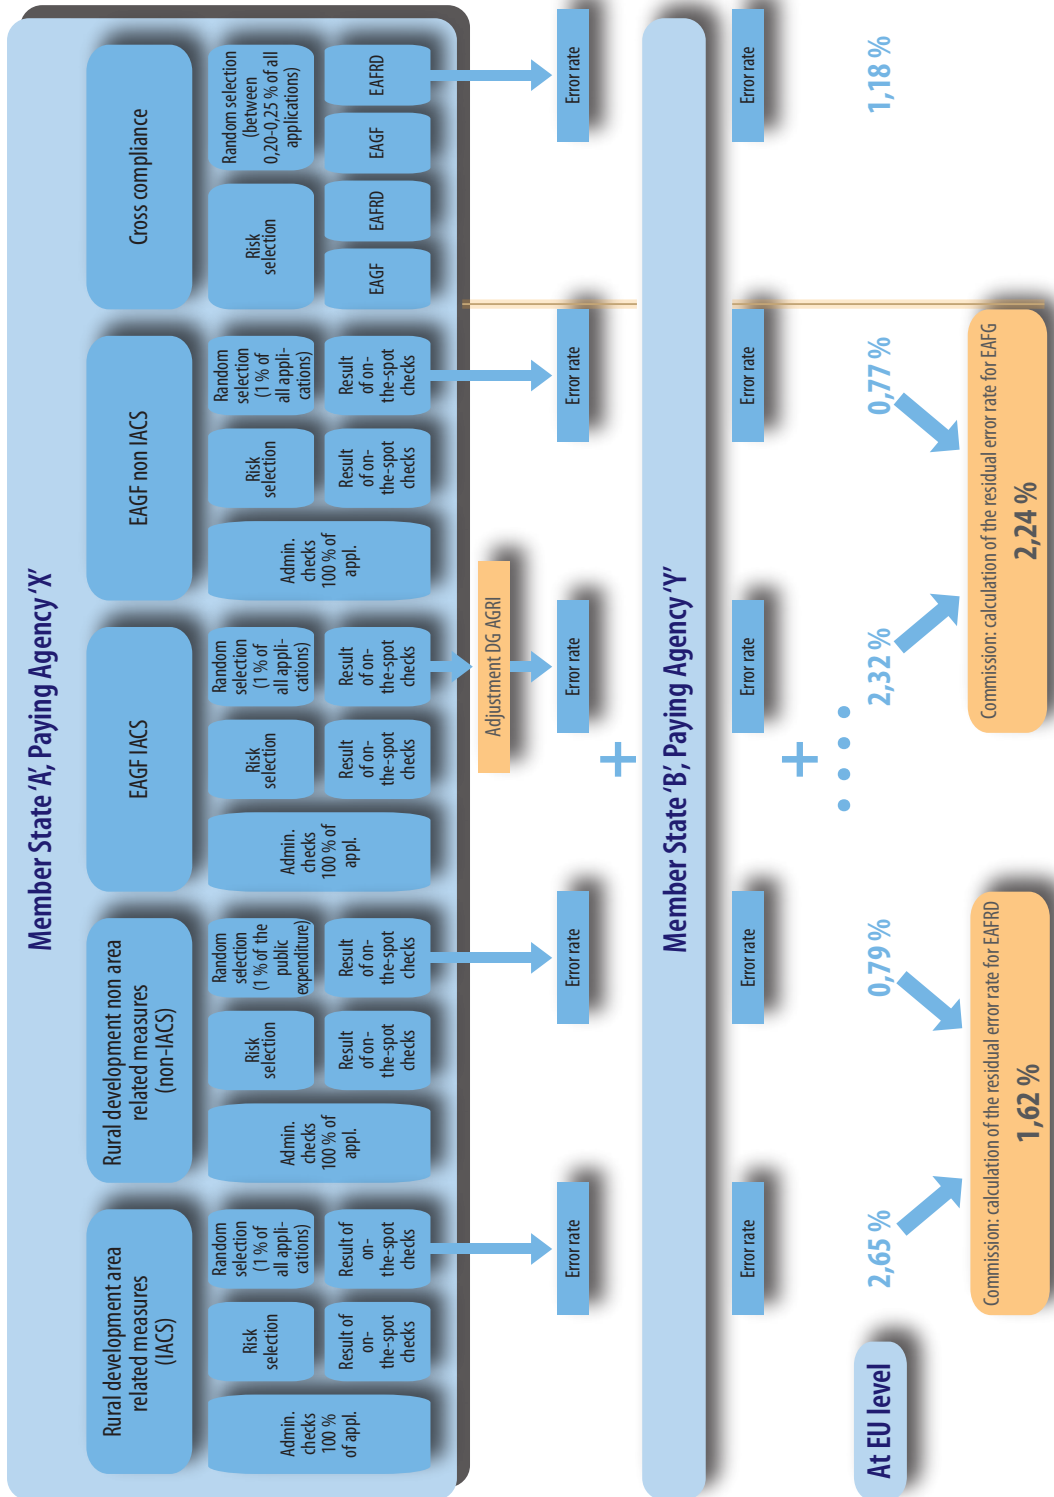 Member State ‘A’, Paying Agency ‘X’
Rural development area
related measures
(IACS)
Admin.
checks
100 %
of appl.
Risk
selection
Random
selection
(1 % of
all appli-
cations)
Result of
on-
the-spot
checks
Result of
on-
the-spot
checks
Rural development non area
related measures
(non-IACS)
Admin.
checks
100 % of
appl.
Risk
selection
Random
selection
(1 % of the
public
expenditure)
Result
of on-
the-spot
checks
Result
of on-
the-spot
checks
EAGF IACS
Admin.
checks
100 % of
appl.
Risk
selection
Random
selection
(1 % of
all appli-
cations)
Result
of on-
the-spot
checks
Result
of on-
the-spot
checks
EAGF non IACS
Admin.
checks
100 % of
appl.
Risk
selection
Random
selection
(1 % of
all appli-
cations)
Result
of on-
the-spot
checks
Result
of on-
the-spot
checks
Cross compliance
Risk
selection
Random selection
(between
0,20-0,25 % of all
applications)
EAGF
EAFRD
EAGF
EAFRD
Adjustment DG AGRI
Error rate
Error rate
Error rate
Error rate
Error rate
+
Member State ‘B’, Paying Agency ‘Y’
Error rate
Error rate
Error rate
Error rate
Error rate
+
At EU level
2,65 %
0,79 %
2,32 %
0,77 %
1,18 %
Commission: calculation of the residual error rate for EAFRD
1,62 %
Commission: calculation of the residual error rate for EAFG
2,24 %